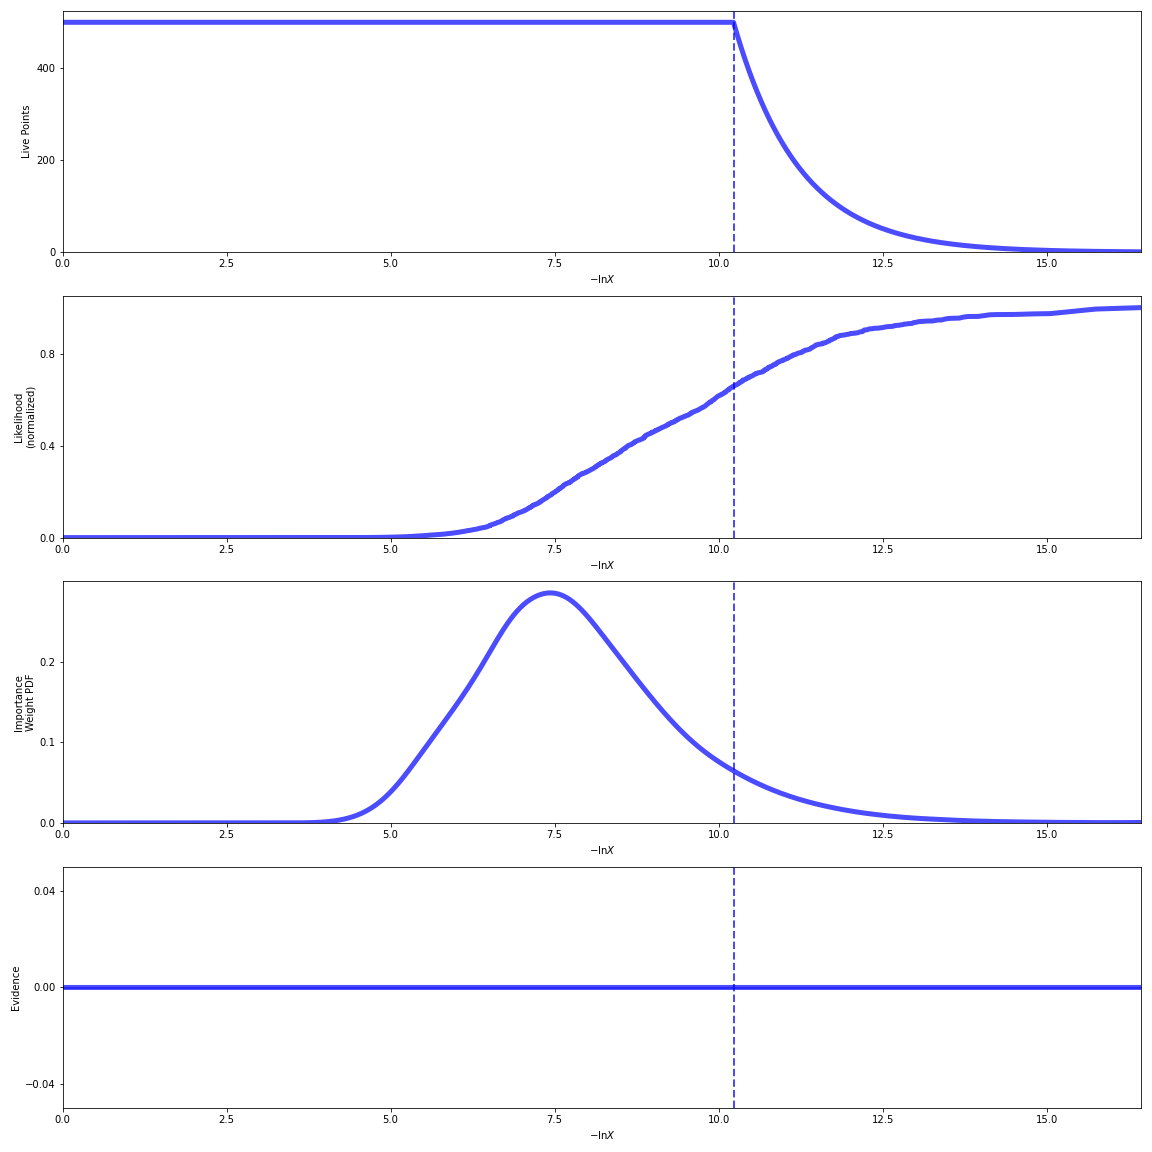 Live Points
400
200
0
0.0 2.5 5.0 7.5 10.0 12.5 15.0
−lnX
Likelihood
(normalized)
0.8
0.4
0.0
0.0 2.5 5.0 7.5 10.0 12.5 15.0
−lnX
Importance
Weight PDF
0.2
0.1
0.0
0.0 2.5 5.0 7.5 10.0 12.5 15.0
−lnX
Evidence
0.04
0.00
−0.04
0.0 2.5 5.0 7.5 10.0 12.5 15.0
−lnX